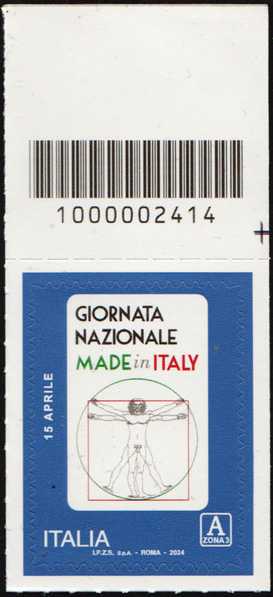 1000002414
GIORNATA
NAZIONALE
MADE in ITALY
15 APRILE
ITALIA
A
ZONA 3
I.P.Z.S. S.p.A. - ROMA - 2024